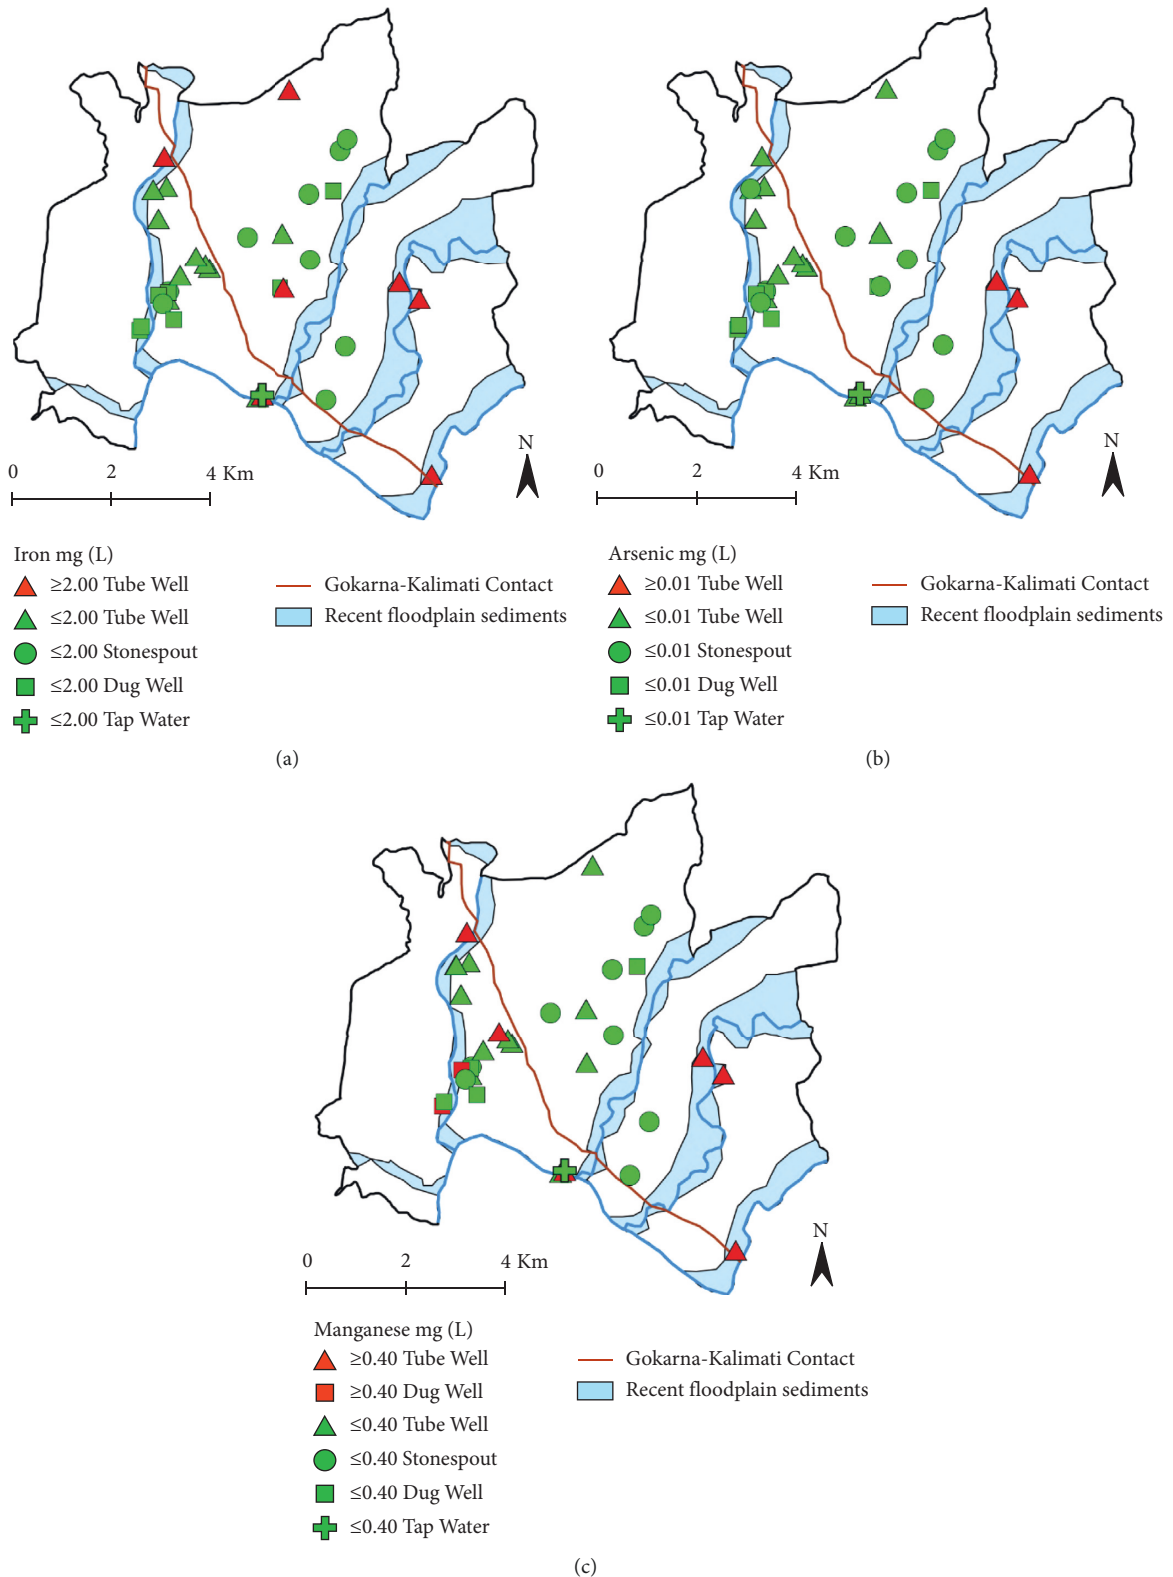 N
0 2 4 Km
Iron mg (L)
≥2.00 Tube Well
≤2.00 Tube Well
≤2.00 Stonespout
≤2.00 Dug Well
≤2.00 Tap Water
Gokarna-Kalimati Contact
Recent floodplain sediments
(a)
N
0 2 4 Km
Arsenic mg (L)
≥0.01 Tube Well
≤0.01 Tube Well
≤0.01 Stonespout
≤0.01 Dug Well
≤0.01 Tap Water
Gokarna-Kalimati Contact
Recent floodplain sediments
(b)
N
0 2 4 Km
Manganese mg (L)
≥0.40 Tube Well
≥0.40 Dug Well
≤0.40 Tube Well
≤0.40 Stonespout
≤0.40 Dug Well
≤0.40 Tap Water
Gokarna-Kalimati Contact
Recent floodplain sediments
(c)